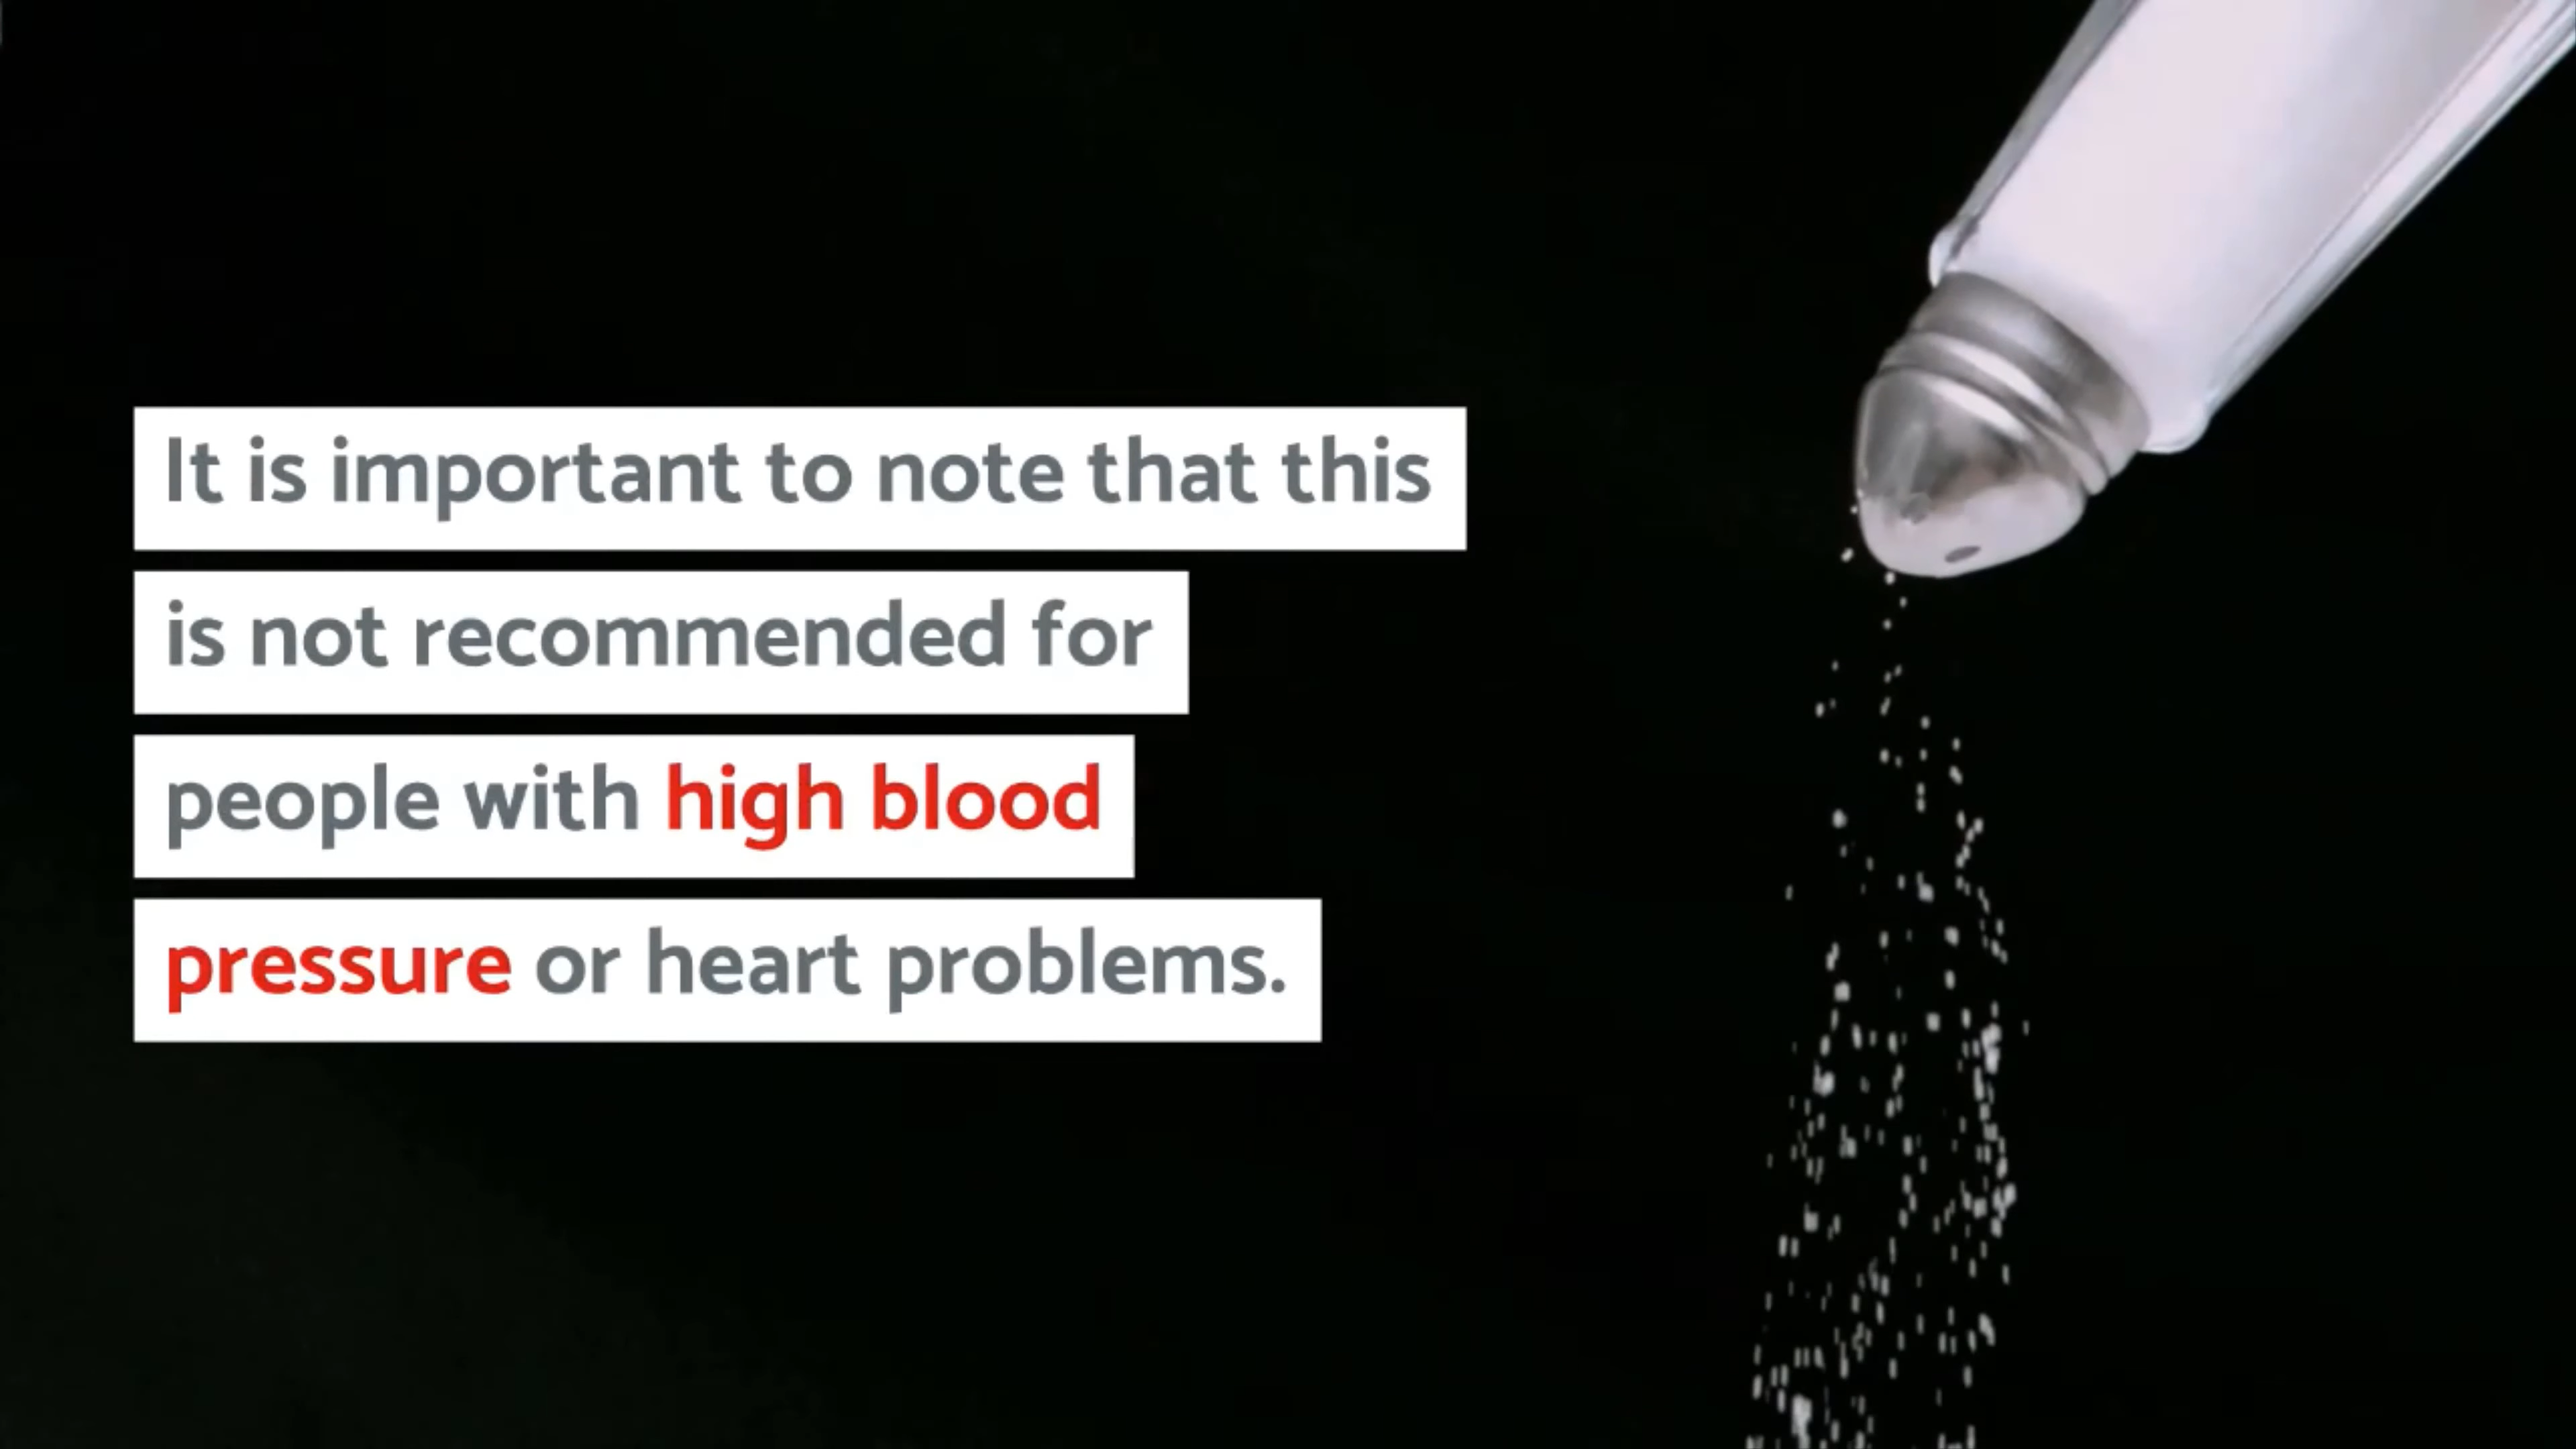 It is important to note that this
is not recommended for
people with high blood
pressure or heart problems.